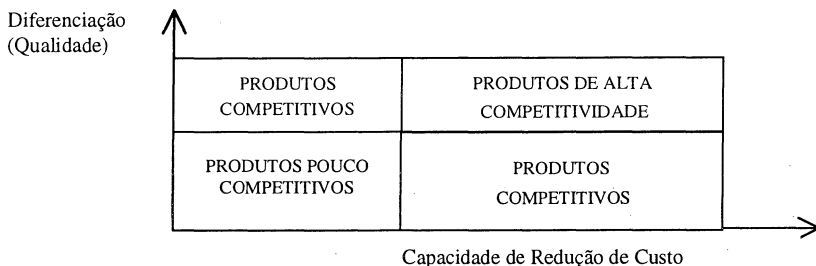 Diferenciação
(Qualidade)
PRODUTOS
COMPETITIVOS
PRODUTOS DE ALTA
COMPETITIVIDADE
PRODUTOS POUCO
COMPETITIVOS
PRODUTOS
COMPETITIVOS
Capacidade de Redução de Custo